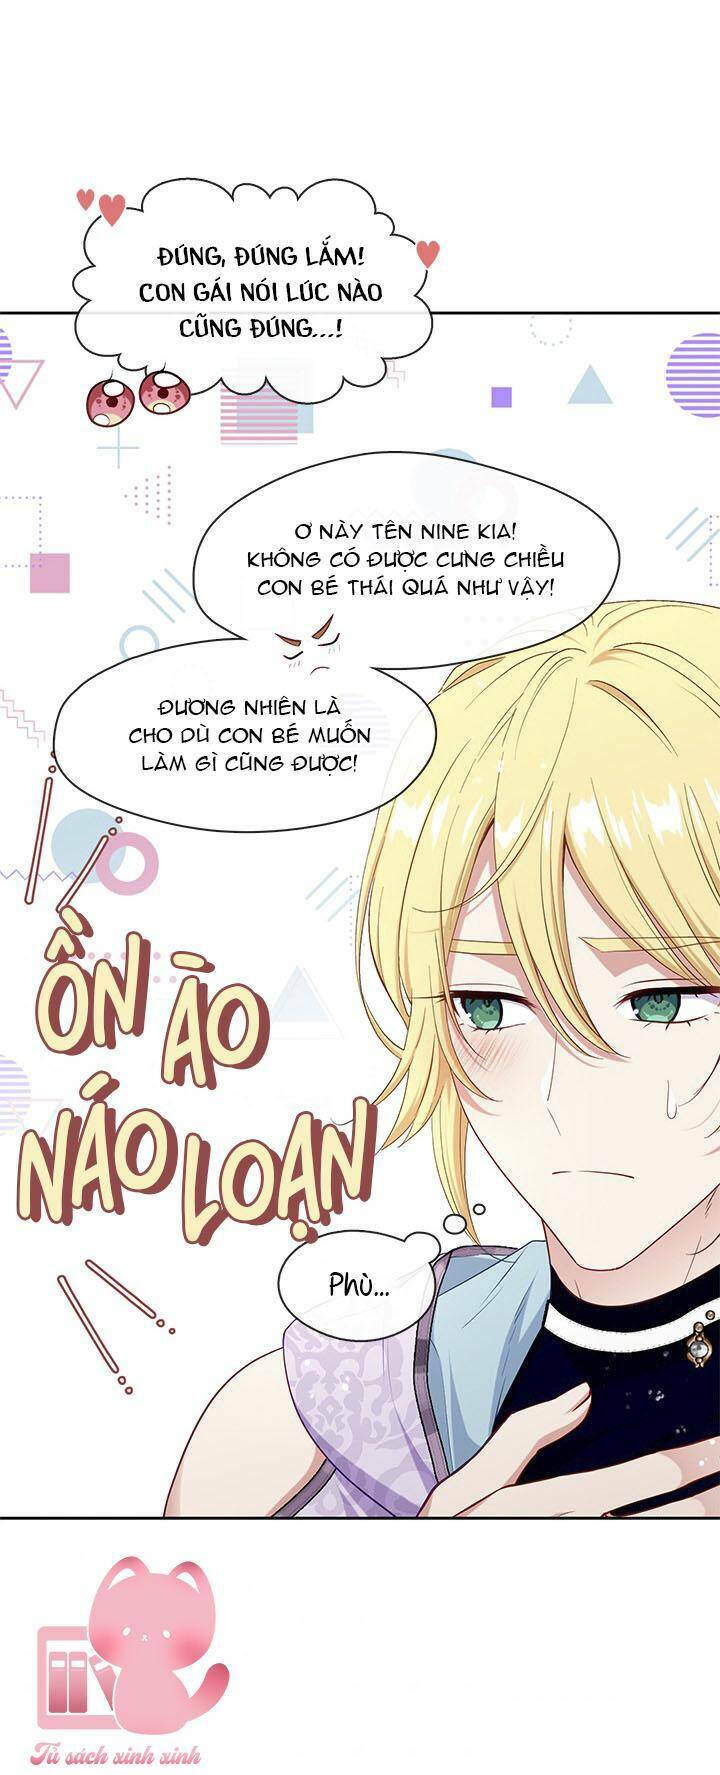 ĐÚNG, ĐÚNG LẮM!
CON GÁI NÓI LÚC NÀO
CŨNG ĐÚNG...!
Ơ NÀY TÊN NINE KIA!
KHÔNG CÓ ĐƯỢC CƯNG CHIỀU
CON BÉ THÁI QUÁ NHƯ VẬY!
ĐƯƠNG NHIÊN LÀ
CHO DÙ CON BÉ MUỐN
LÀM GÌ CŨNG ĐƯỢC!
ỒN ÀO
NÁO LOẠN
Phù...
Tủ sách xinh xinh